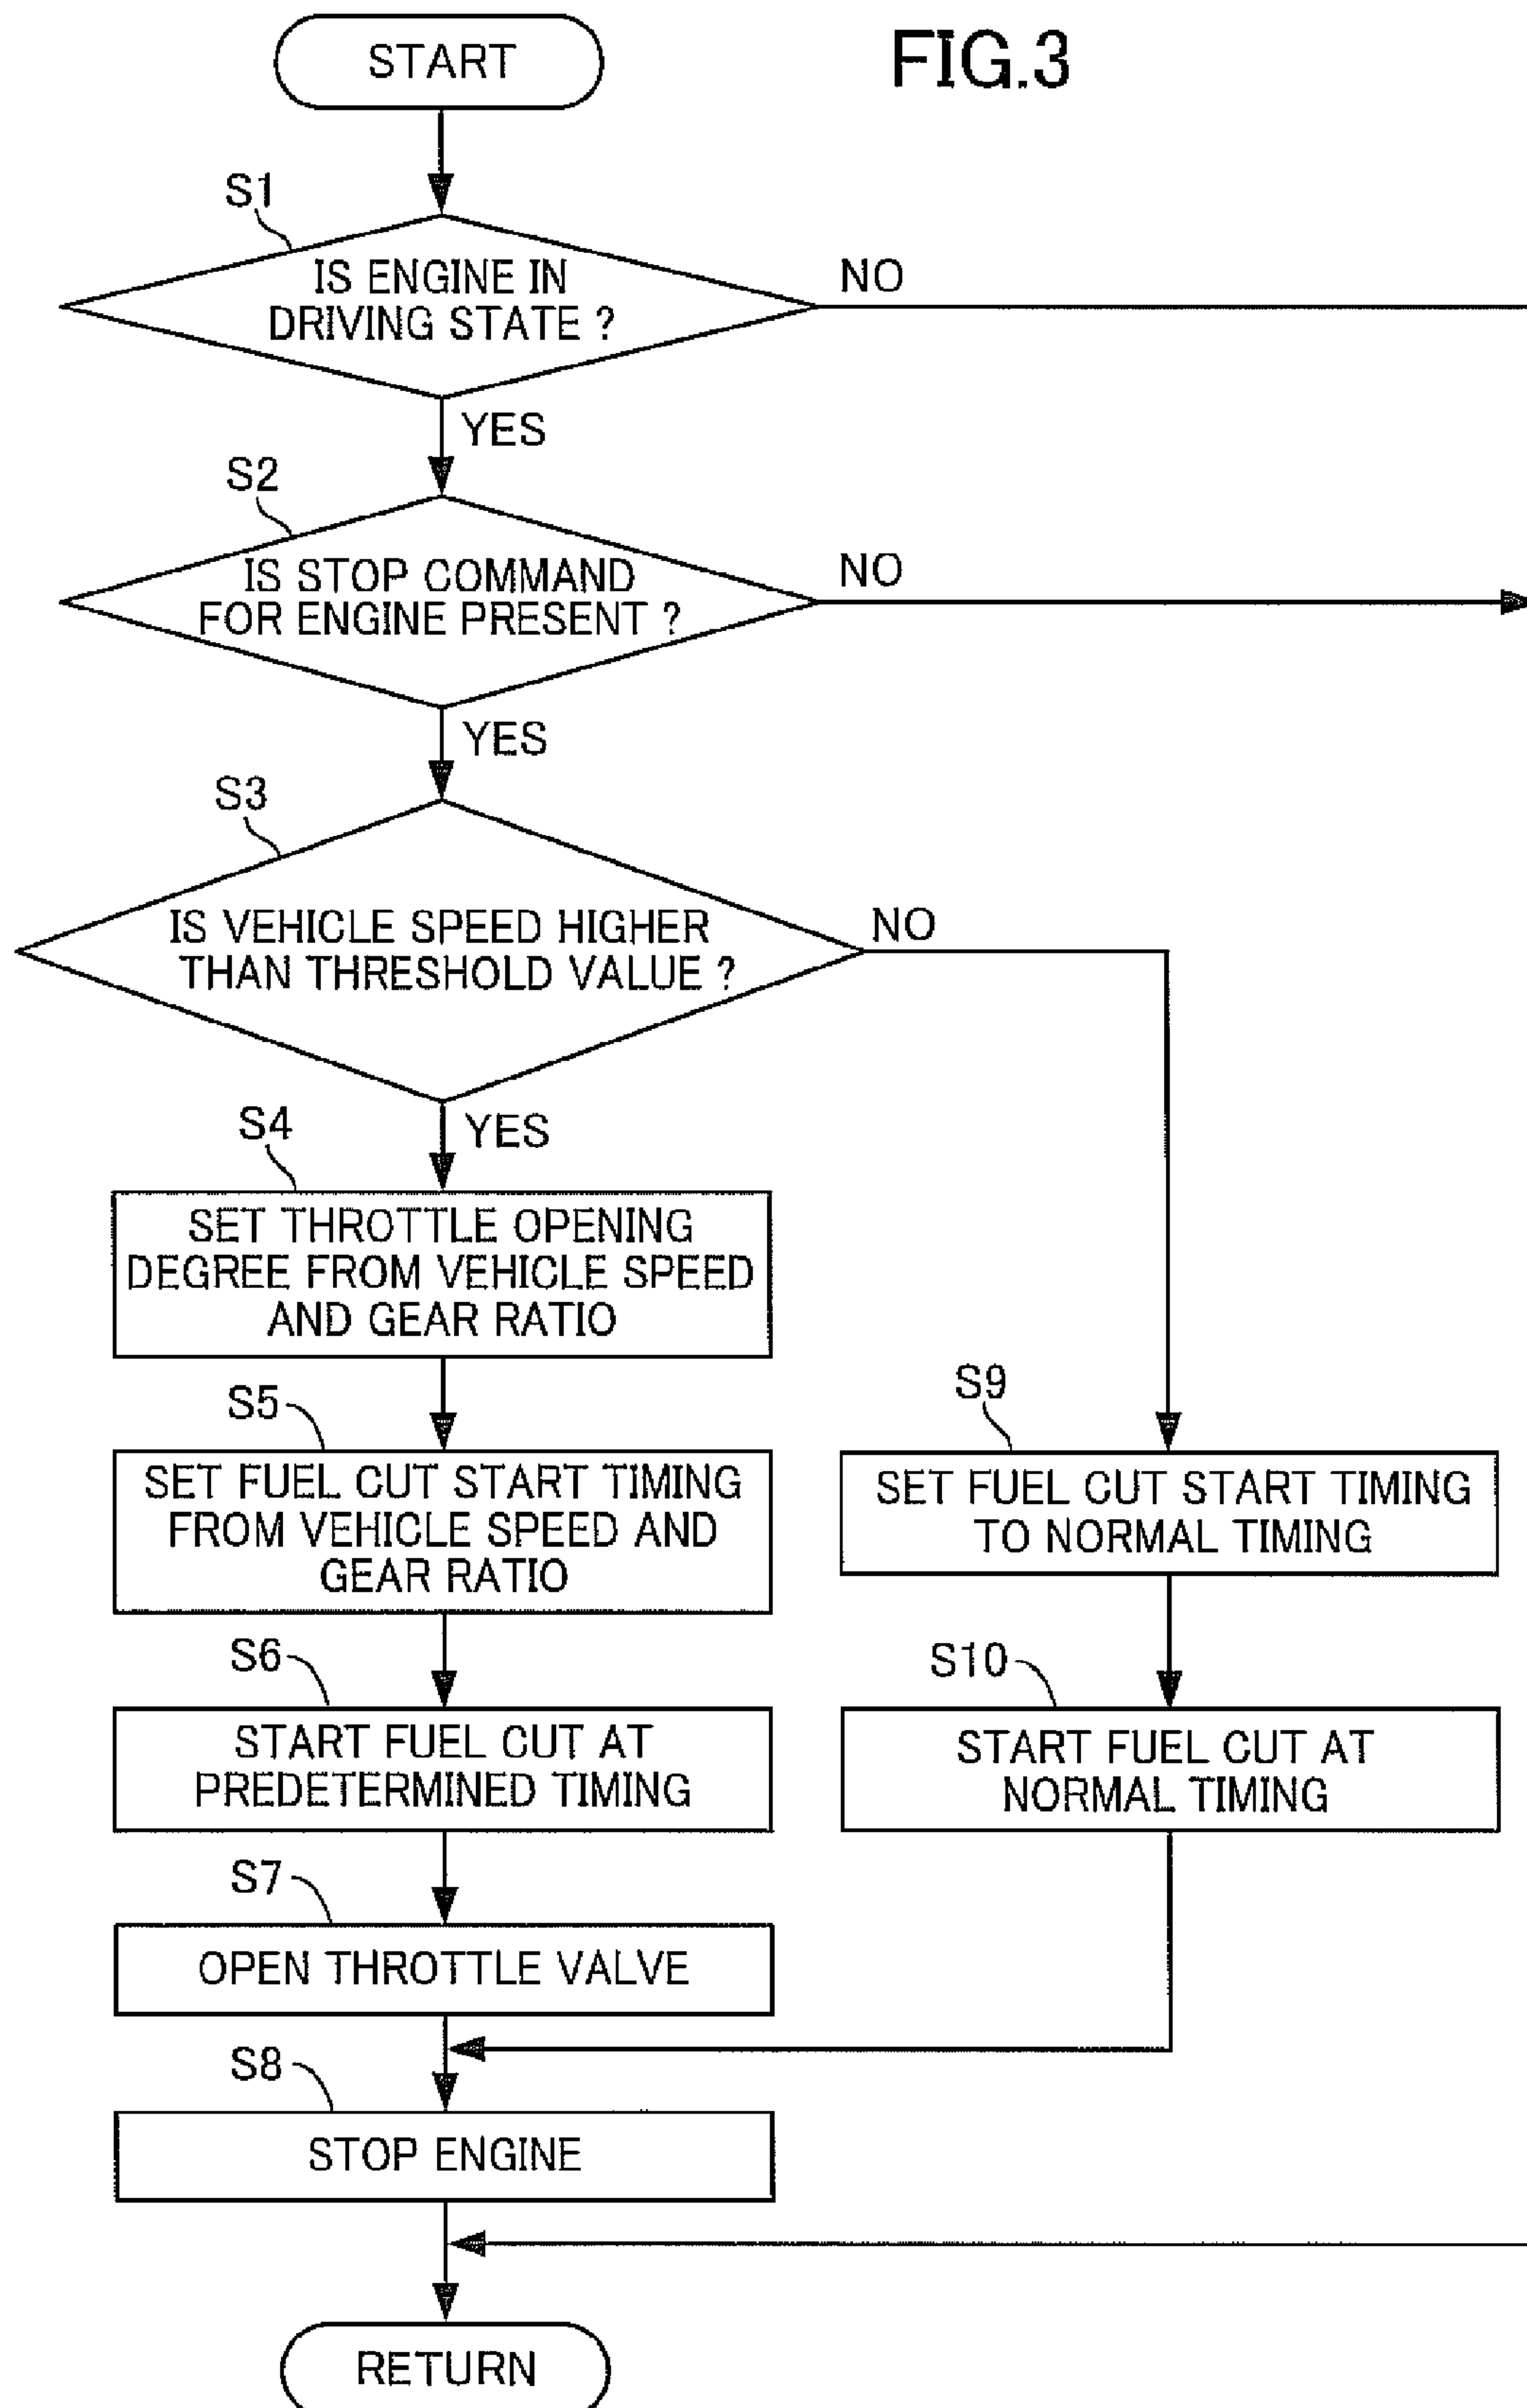 FIG.3
START
S1
IS ENGINE IN
DRIVING STATE ?
NO
YES
S2
IS STOP COMMAND
FOR ENGINE PRESENT ?
NO
YES
S3
IS VEHICLE SPEED HIGHER
THAN THRESHOLD VALUE ?
NO
YES
S4
SET THROTTLE OPENING
DEGREE FROM VEHICLE SPEED
AND GEAR RATIO
S5
SET FUEL CUT START TIMING
FROM VEHICLE SPEED AND
GEAR RATIO
S9
SET FUEL CUT START TIMING
TO NORMAL TIMING
S6
START FUEL CUT AT
PREDETERMINED TIMING
S10
START FUEL CUT AT
NORMAL TIMING
S7
OPEN THROTTLE VALVE
S8
STOP ENGINE
RETURN